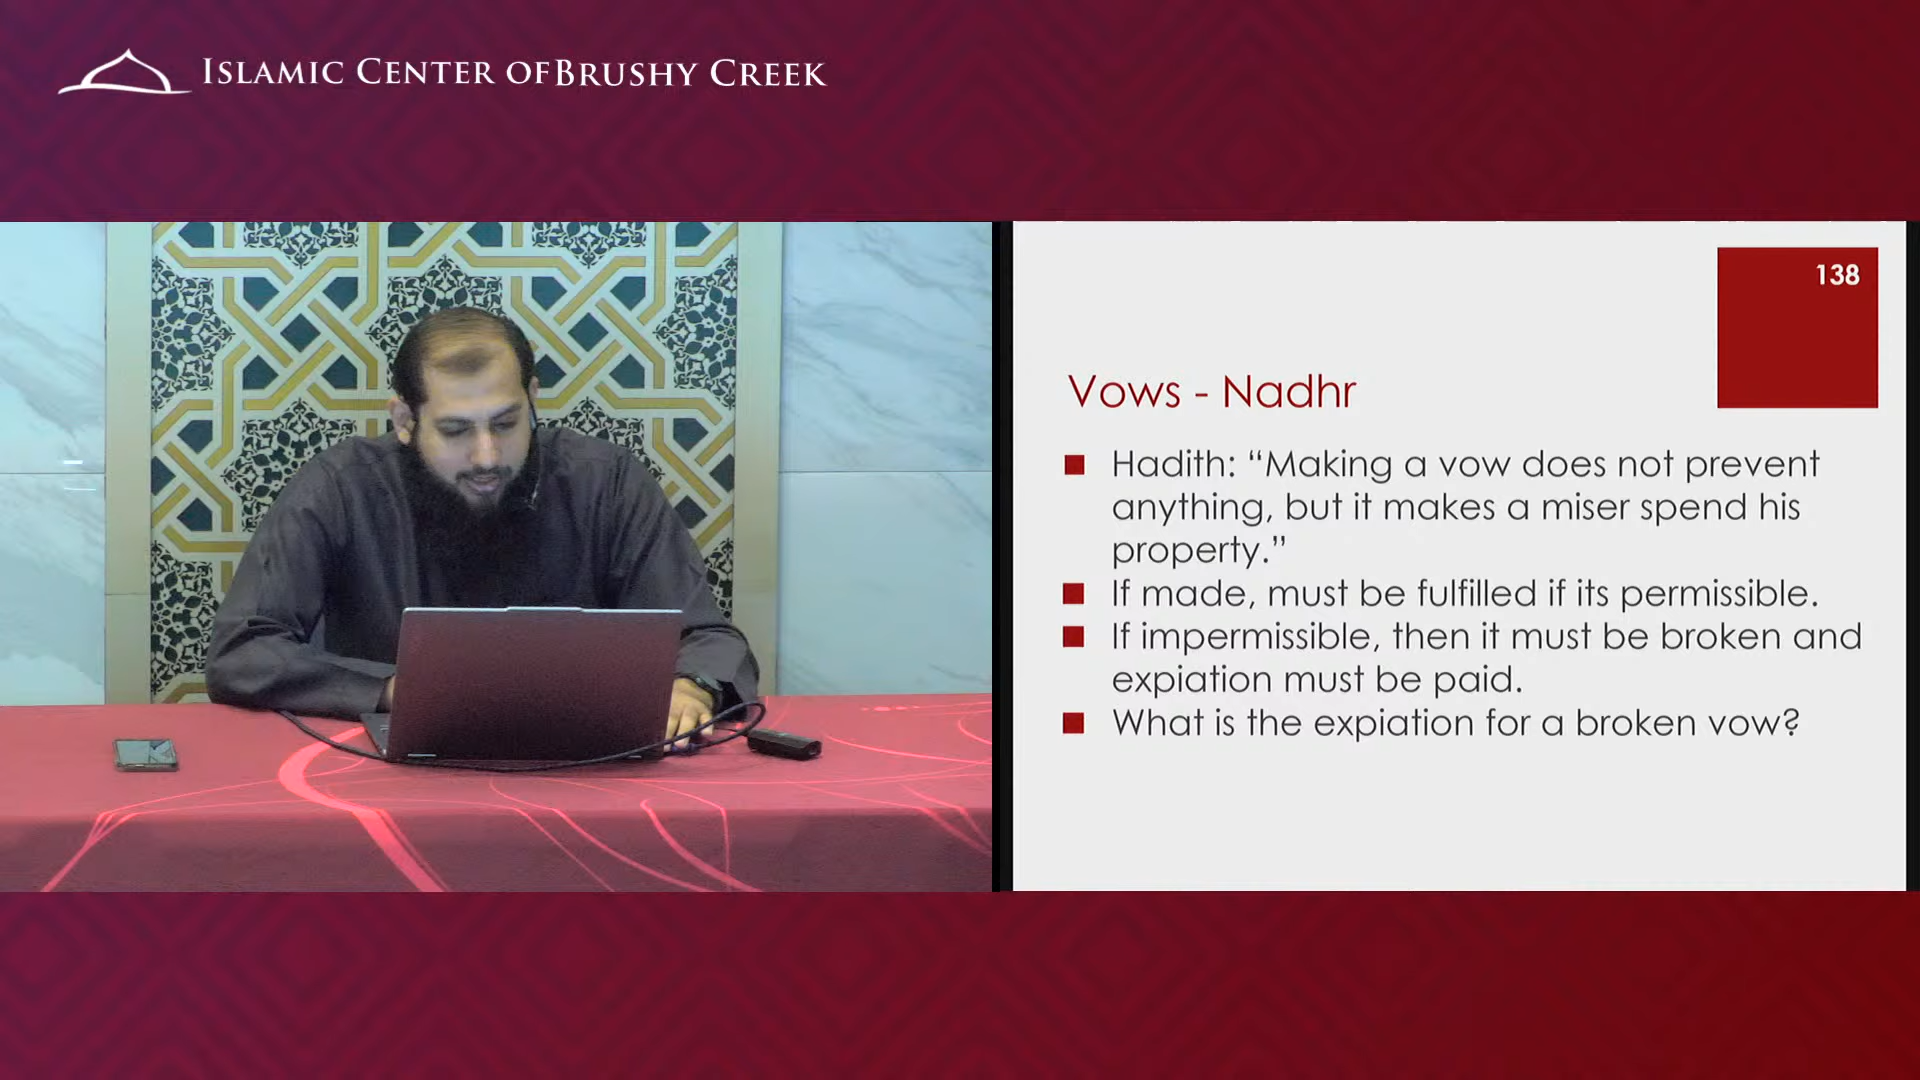 ISLAMIC CENTER OF BRUSHY CREEK
138
Vows - Nadhr
Hadith: “Making a vow does not prevent
anything, but it makes a miser spend his
property.”
If made, must be fulfilled if its permissible.
If impermissible, then it must be broken and
expiation must be paid.
What is the expiation for a broken vow?